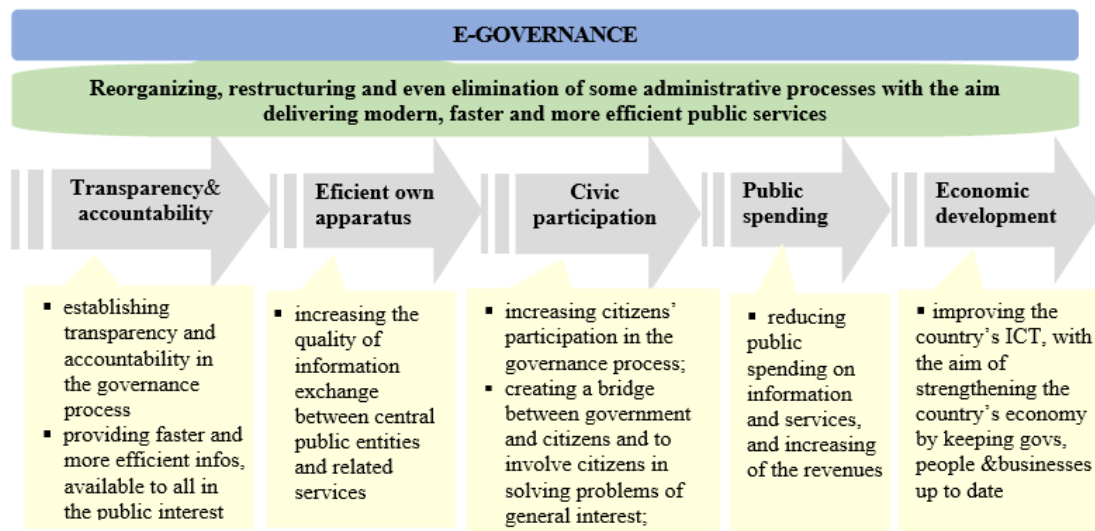 E-GOVERNANCE
Reorganizing, restructuring and even elimination of some administrative processes with the aim
delivering modern, faster and more efficient public services
Transparency&
accountability
Eficient own
apparatus
Civic
participation
Public
spending
Economic
development
▪ establishing
transparency and
accountability in
the governance
process
▪ providing faster and
more efficient infos,
available to all in
the public interest
▪ increasing the
quality of
information
exchange
between central
public entities
and related
services
▪ increasing citizens’
participation in the
governance process;
▪ creating a bridge
between government
and citizens and to
involve citizens in
solving problems of
general interest;
▪ reducing
public
spending on
information
and services,
and increasing
of the revenues
▪ improving the
country’s ICT, with
the aim of
strengthening the
country’s economy
by keeping govs,
people &businesses
up to date